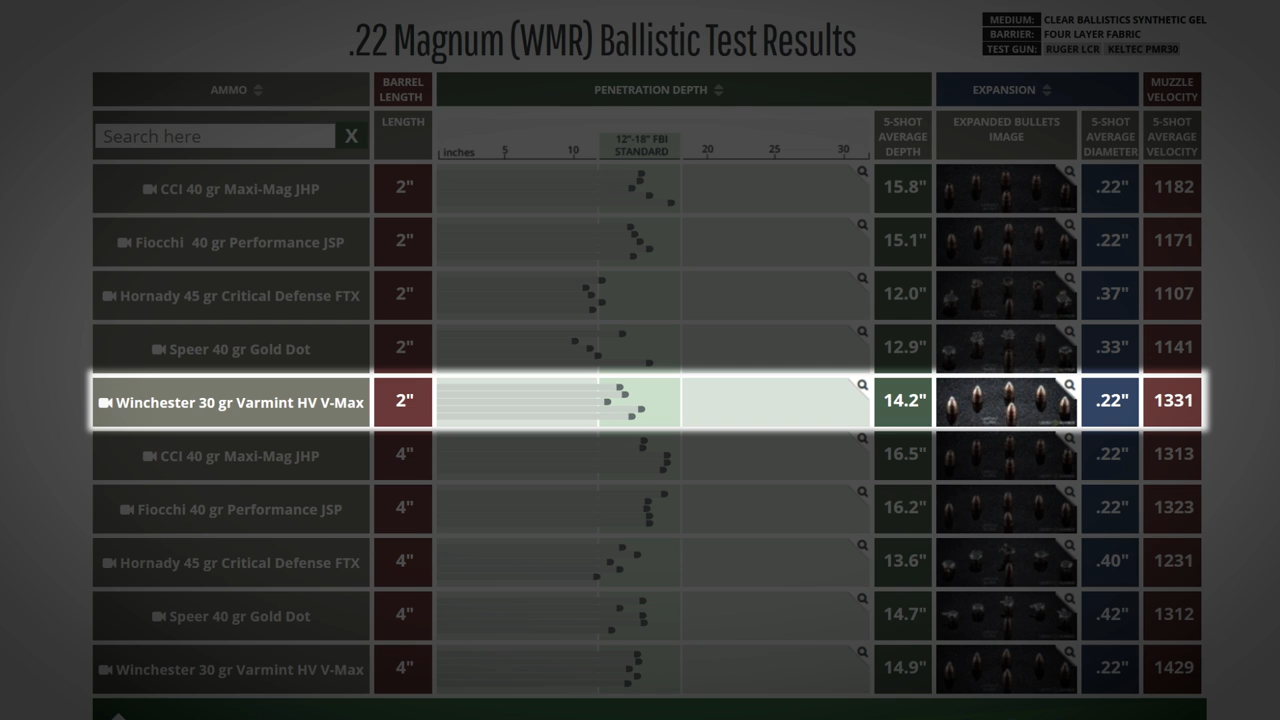 .22 Magnum (WMR) Ballistic Test Results
MEDIUM: CLEAR BALLISTICS SYNTHETIC GEL
BARRIER: FOUR LAYER FABRIC
TEST GUN: RUGER LCR KELTEC PMR30
AMMO
BARREL LENGTH
PENETRATION DEPTH
EXPANSION
MUZZLE VELOCITY
Search here X
LENGTH
inches 5 10 12"-18" FBI STANDARD 20 25 30
5-SHOT AVERAGE DEPTH
EXPANDED BULLETS IMAGE
5-SHOT AVERAGE DIAMETER
5-SHOT AVERAGE VELOCITY
CCI 40 gr Maxi-Mag JHP 2" 15.8" .22" 1182
Fiocchi 40 gr Performance JSP 2" 15.1" .22" 1171
Hornady 45 gr Critical Defense FTX 2" 12.0" .37" 1107
Speer 40 gr Gold Dot 2" 12.9" .33" 1141
Winchester 30 gr Varmint HV V-Max 2" 14.2" .22" 1331
CCI 40 gr Maxi-Mag JHP 4" 16.5" .22" 1313
Fiocchi 40 gr Performance JSP 4" 16.2" .22" 1323
Hornady 45 gr Critical Defense FTX 4" 13.6" .40" 1231
Speer 40 gr Gold Dot 4" 14.7" .42" 1312
Winchester 30 gr Varmint HV V-Max 4" 14.9" .22" 1429